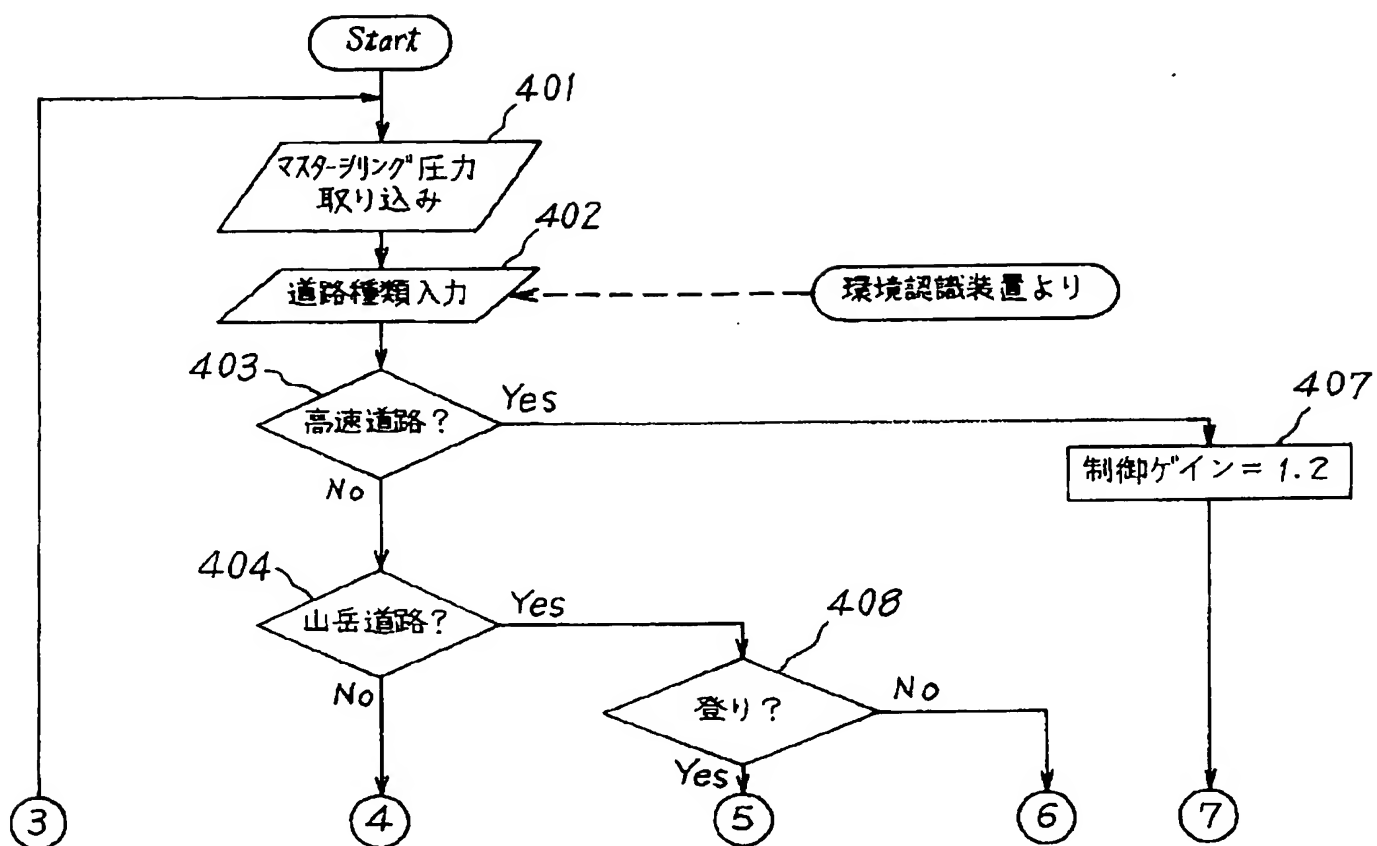 Start
401
マスターシリング圧力
取り込み
402
道路種類入力
環境認識装置より
403
高速道路?
Yes
407
制御ゲイン=1.2
No
404
山岳道路?
Yes
408
登り?
No
No
Yes
3
4
5
6
7